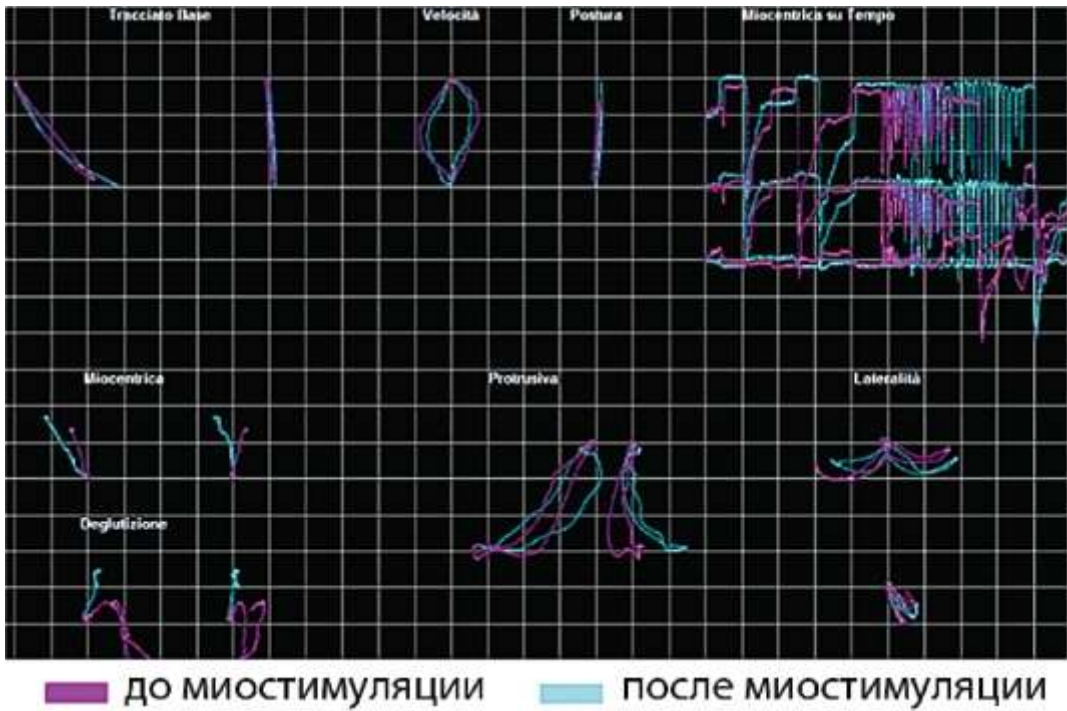 Tracciato Base
Velocità
Postura
Miocentrica su Tempo
Miocentrica
Protrusiva
Lateralità
Deglutizione
до миостимуляции
после миостимуляции